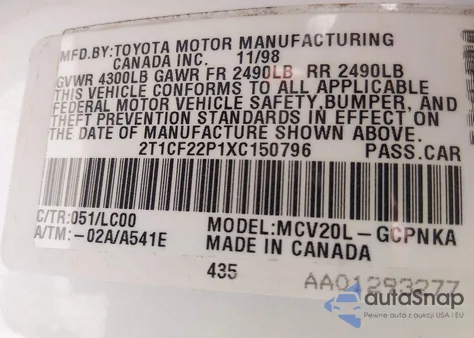 MFD.BY:TOYOTA MOTOR MANUFACTURING
CANADA INC. 11/98
GVWR 4300LB GAWR FR 2490LB RR 2490LB
THIS VEHICLE CONFORMS TO ALL APPLICABLE
FEDERAL MOTOR VEHICLE SAFETY,BUMPER, AND
THEFT PREVENTION STANDARDS IN EFFECT ON
THE DATE OF MANUFACTURE SHOWN ABOVE.
2T1CF22P1XC150796 PASS.CAR
C/TR:051/LC00 MODEL:MCV20L-GCPNKA
A/TM:-02A/A541E MADE IN CANADA
435 AA01293277
autoSnap
Pewne auta z aukcji USA i EU